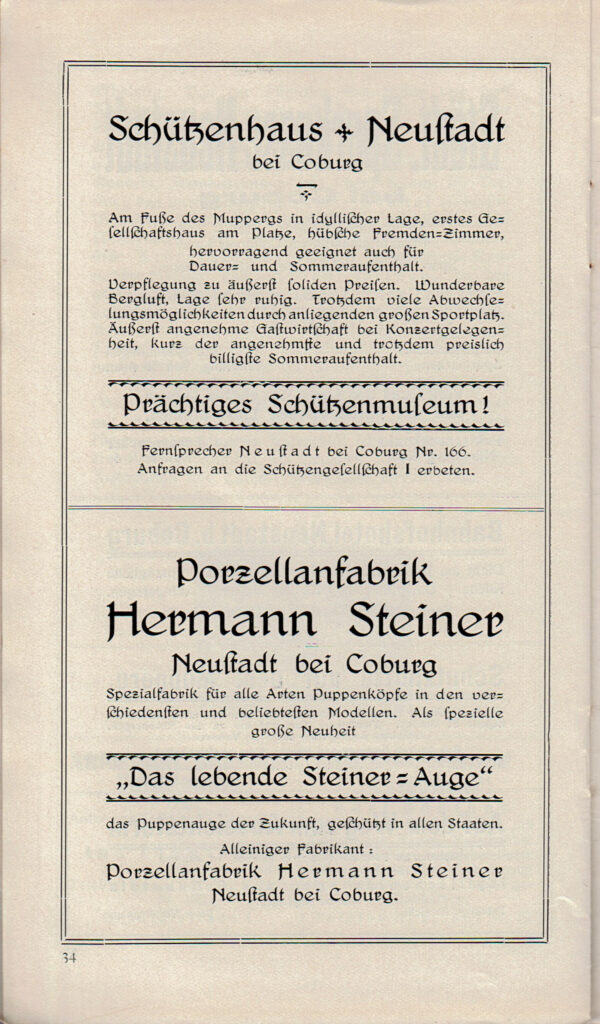 Schützenhaus + Neustadt
bei Coburg
Am Fuße des Muppergs in idyllischer Lage, erstes Ge=
sellschaftshaus am Platze, hübsche Fremden=Zimmer,
hervorragend geeignet auch für
Dauer= und Sommeraufenthalt.
Verpflegung zu äußerst soliden Preisen. Wunderbare
Bergluft, Lage sehr ruhig. Trotzdem viele Abwechse=
lungsmöglichkeiten durch anliegenden großen Sportplatz.
Äußerst angenehme Gastwirtschaft bei Konzertgelegen=
heit, kurz der angenehmste und trotzdem preislich
billigste Sommeraufenthalt.
Prächtiges Schützenmuseum!
Fernsprecher Neustadt bei Coburg Nr. 166.
Anfragen an die Schützengesellschaft I erbeten.
Porzellanfabrik
Hermann Steiner
Neustadt bei Coburg
Spezialfabrik für alle Arten Puppenköpfe in den ver=
schiedensten und beliebtesten Modellen. Als spezielle
große Neuheit
„Das lebende Steiner=Auge“
das Puppenauge der Zukunft, geschützt in allen Staaten.
Alleiniger Fabrikant:
Porzellanfabrik Hermann Steiner
Neustadt bei Coburg.
34